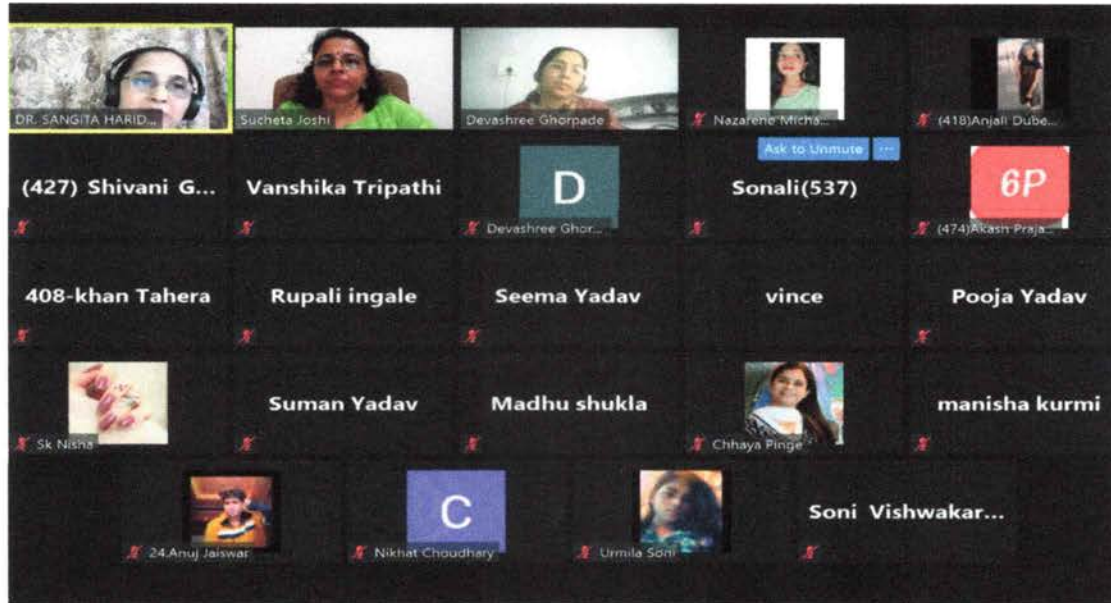 DR. SANGITA HARID...
Sucheta Joshi
Devashree Ghorpade
Nazarene Micha...
(418)Anjali Dube...
Ask to Unmute ...
(427) Shivani G...
Vanshika Tripathi
D
Devashree Ghor...
Sonali(537)
6P
(474)Akash Praja...
408-khan Tahera
Rupali ingale
Seema Yadav
vince
Pooja Yadav
Sk Nisha
Suman Yadav
Madhu shukla
Chhaya Pinge
manisha kurmi
24.Anuj Jaiswar
C
Nikhat Choudhary
Urmila Soni
Soni Vishwakar...